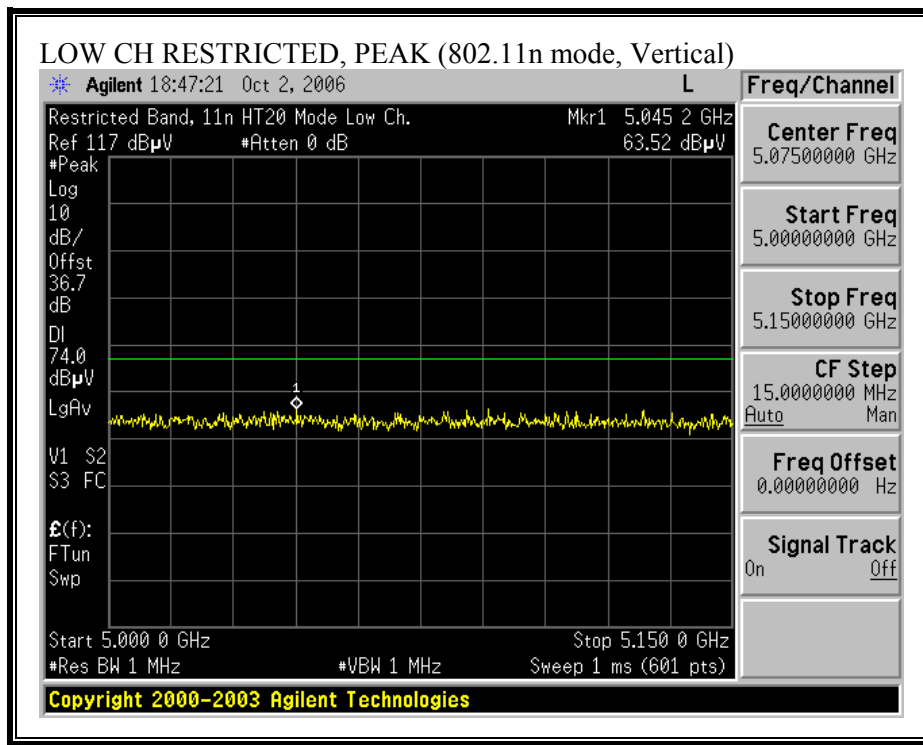 LOW CH RESTRICTED, PEAK (802.11n mode, Vertical)
Agilent 18:47:21 Oct 2, 2006 L
Restricted Band, 11n HT20 Mode Low Ch. Mkr1 5.045 2 GHz
Ref 117 dBµV #Atten 0 dB 63.52 dBµV
#Peak
Log
10
dB/
Offst
36.7
dB
DI
74.0
dBµV
LgAv
1
V1 S2
S3 FC
£(f):
FTun
Swp
Start 5.000 0 GHz Stop 5.150 0 GHz
#Res BW 1 MHz #VBW 1 MHz Sweep 1 ms (601 pts)
Freq/Channel
Center Freq
5.07500000 GHz
Start Freq
5.00000000 GHz
Stop Freq
5.15000000 GHz
CF Step
15.0000000 MHz
Auto Man
Freq Offset
0.00000000 Hz
Signal Track
On Off
Copyright 2000-2003 Agilent Technologies